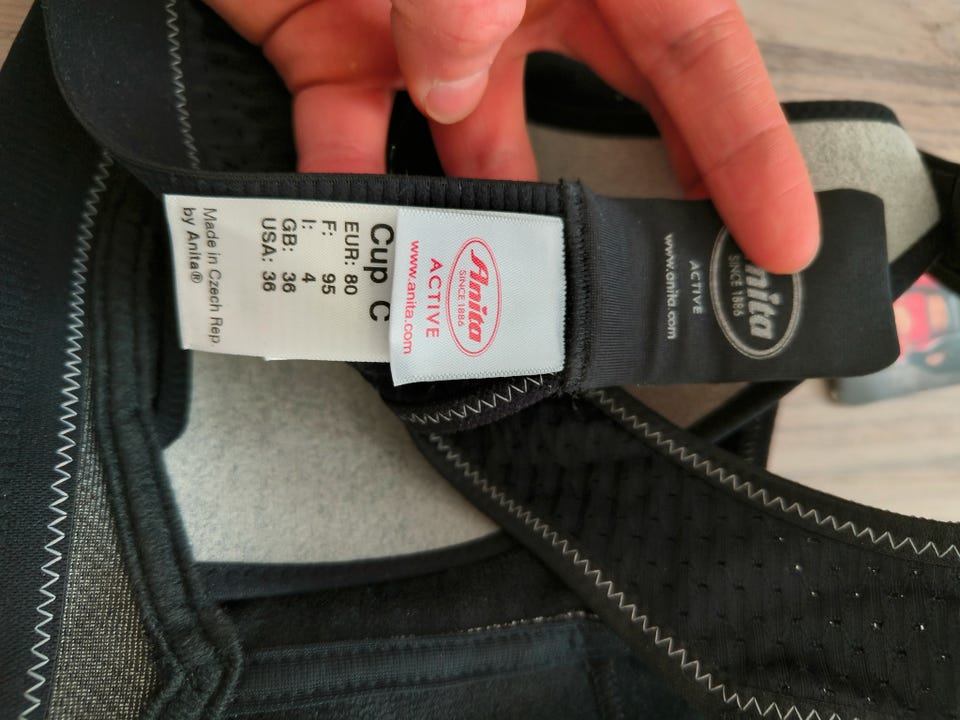 Cup C
EUR: 80
F: 95
I: 4
GB: 36
USA: 36
Made in Czech Rep
by Anita®
Anita
SINCE 1886
ACTIVE
www.anita.com
Anita
SINCE 1886
ACTIVE
www.anita.com